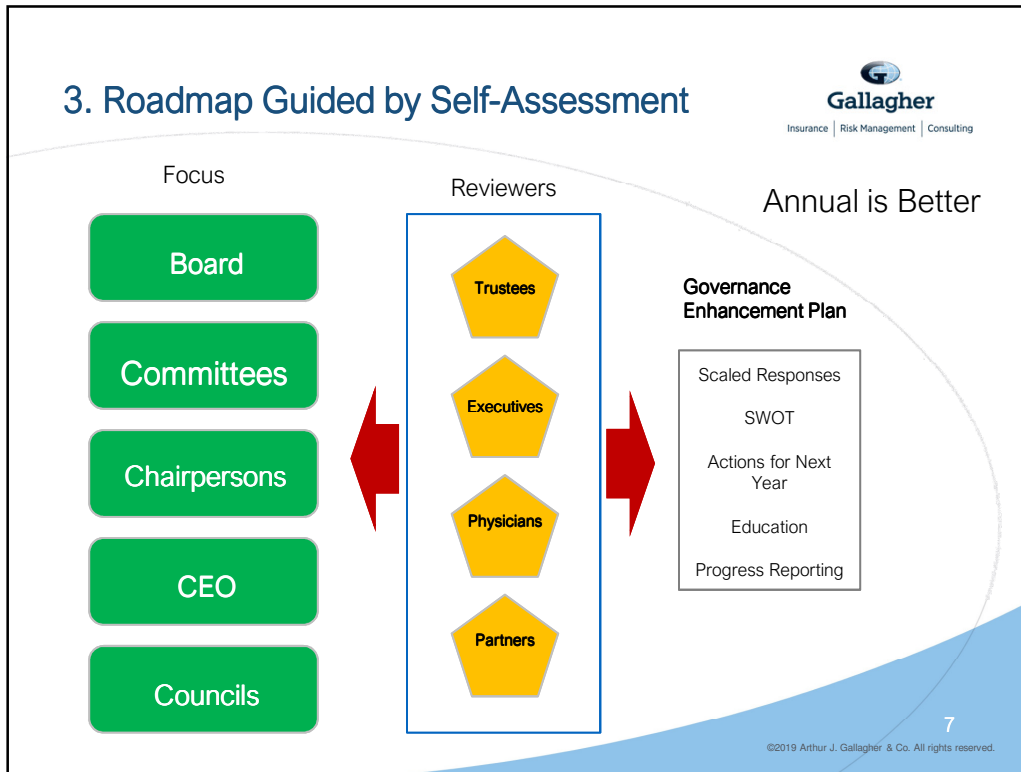 3. Roadmap Guided by Self-Assessment
G
Gallagher
Insurance | Risk Management | Consulting
Focus
Reviewers
Annual is Better
Board
Committees
Chairpersons
CEO
Councils
Trustees
Executives
Physicians
Partners
Governance
Enhancement Plan
Scaled Responses
SWOT
Actions for Next
Year
Education
Progress Reporting
7
©2019 Arthur J. Gallagher & Co. All rights reserved.